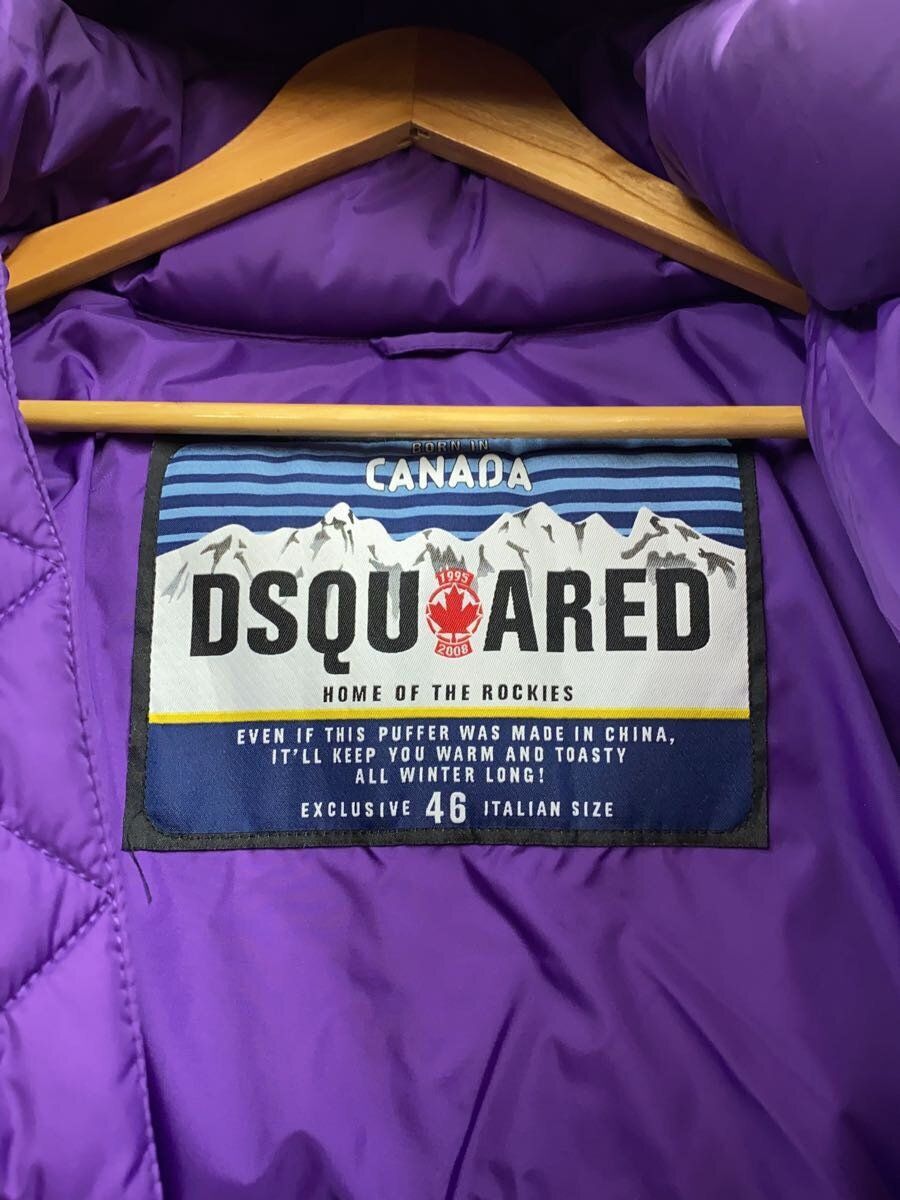 BORN IN
CANADA
1995
DSQUARED
2008
HOME OF THE ROCKIES
EVEN IF THIS PUFFER WAS MADE IN CHINA,
IT'LL KEEP YOU WARM AND TOASTY
ALL WINTER LONG!
EXCLUSIVE 46 ITALIAN SIZE